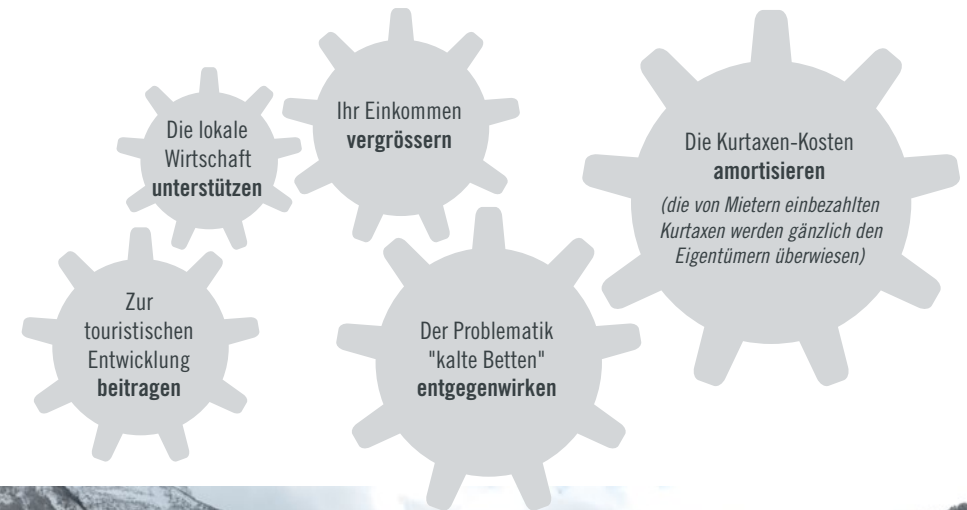 Die lokale
Wirtschaft
unterstützen
Ihr Einkommen
vergrössern
Die Kurtaxen-Kosten
amortisieren
(die von Mietern einbezahlten
Kurtaxen werden gänzlich den
Eigentümern überwiesen)
Zur
touristischen
Entwicklung
beitragen
Der Problematik
"kalte Betten"
entgegenwirken